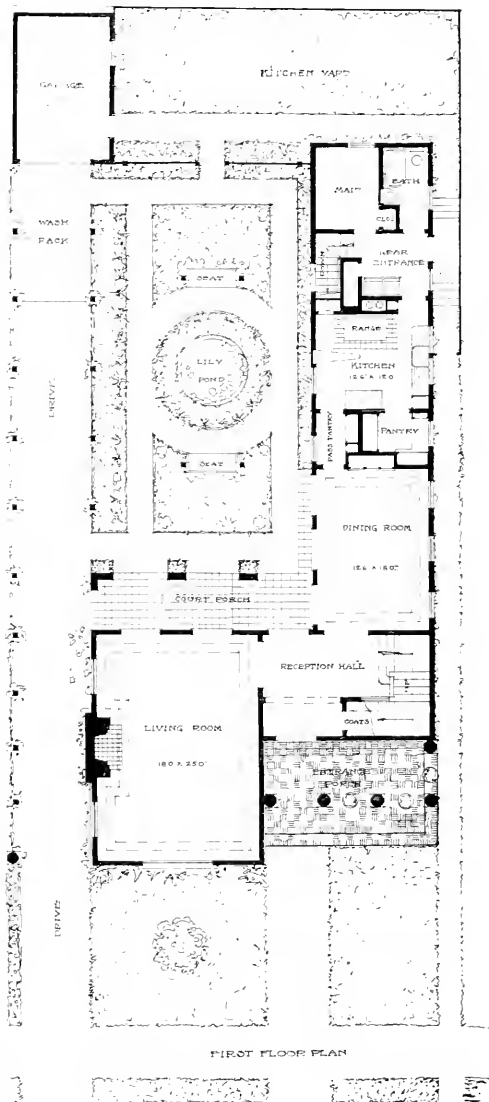 KITCHEN YARD
GARAGE
MAID
BATH
CLO.
WASH
RACK
REAR
ENTRANCE
SEAT
RANGE
LILY
POND
KITCHEN
DRIVE
PANTRY
PASS PANTRY
SEAT
DINING ROOM
COURT PORCH
RECEPTION HALL
UP
LIVING ROOM
COATS
18'0" X 25'0"
ENTRANCE
PORCH
DRIVE
FIRST FLOOR PLAN